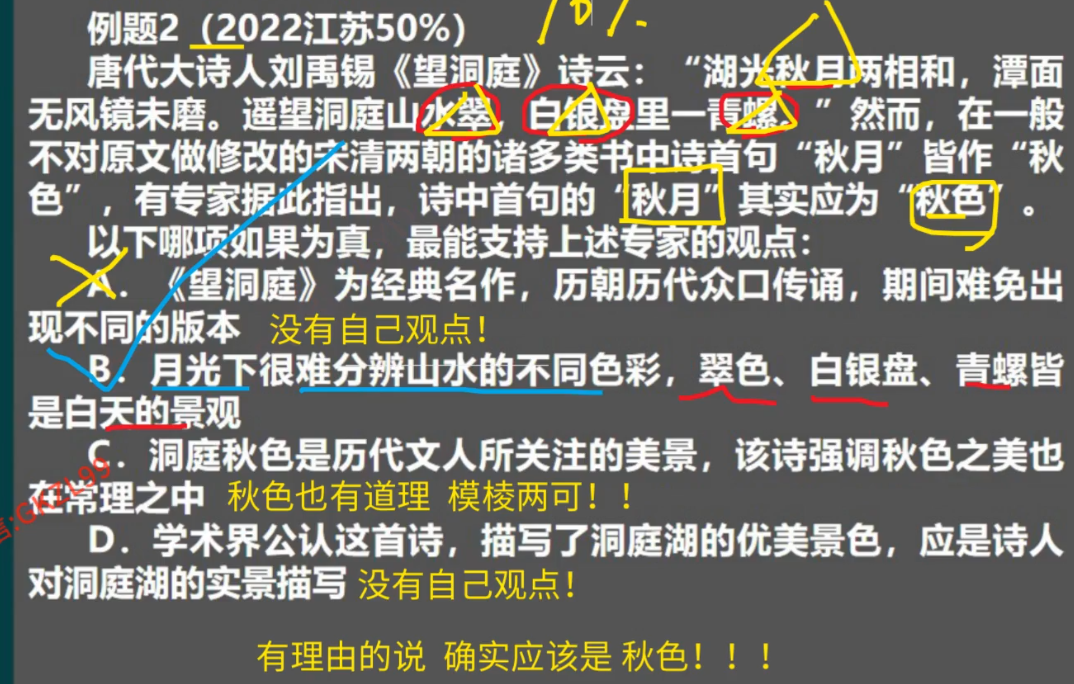 例题2（2022江苏50%）
唐代大诗人刘禹锡《望洞庭》诗云：“湖光秋月两相和，潭面
无风镜未磨。遥望洞庭山水翠，白银盘里一青螺。”然而，在一般
不对原文做修改的宋清两朝的诸多类书中诗首句“秋月”皆作“秋
色”，有专家据此指出，诗中首句的“秋月”其实应为“秋色”。
以下哪项如果为真，最能支持上述专家的观点：
A．《望洞庭》为经典名作，历朝历代众口传诵，期间难免出
现不同的版本 没有自己观点！
B．月光下很难分辨山水的不同色彩，翠色、白银盘、青螺皆
是白天的景观
C．洞庭秋色是历代文人所关注的美景，该诗强调秋色之美也
在常理之中 秋色也有道理 模棱两可！！
D．学术界公认这首诗，描写了洞庭湖的优美景色，应是诗人
对洞庭湖的实景描写 没有自己观点！
有理由的说 确实应该是 秋色！！！
信:GKZL99